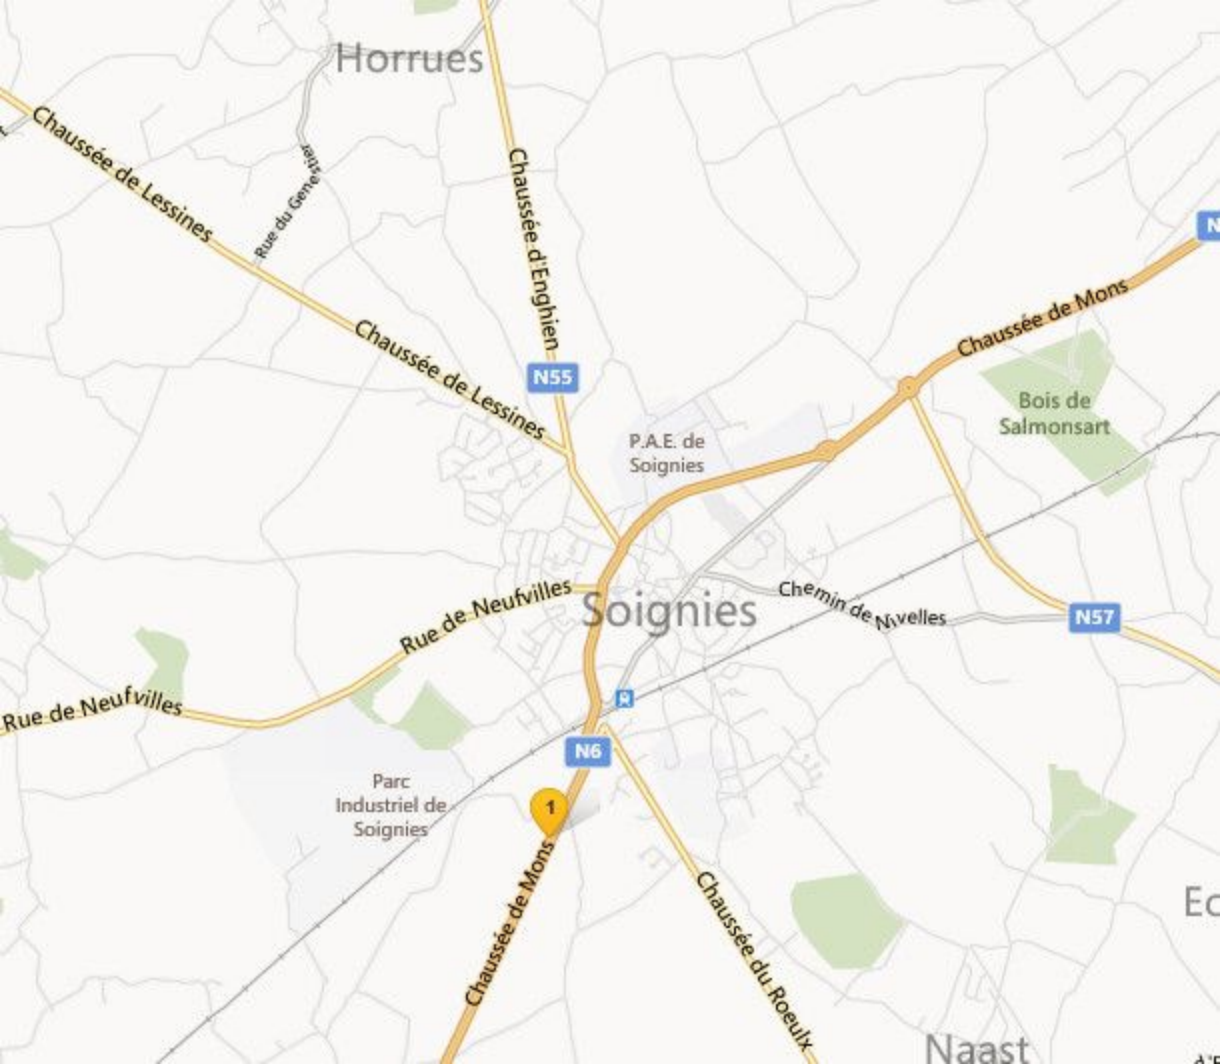 Horrues
Chaussée de Lessines
Rue du Genestier
Chaussée d'Enghien
N
Chaussée de Mons
Chaussée de Lessines
N55
Bois de
Salmonsart
P.A.E. de
Soignies
Chemin de Nivelles
Rue de Neufvilles
Soignies
N57
Rue de Neufvilles
N6
Parc
Industriel de
Soignies
1
Chaussée de Mons
Chaussée du Roeulx
Ec
Naast